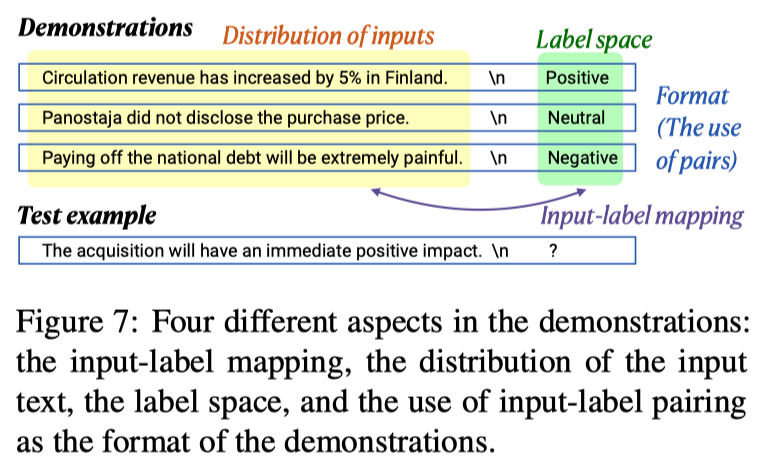 Demonstrations Distribution of inputs Label space
Circulation revenue has increased by 5% in Finland. \n Positive
Panostaja did not disclose the purchase price. \n Neutral
Paying off the national debt will be extremely painful. \n Negative
Format
(The use
of pairs)
Test example Input-label mapping
The acquisition will have an immediate positive impact. \n ?
Figure 7: Four different aspects in the demonstrations:
the input-label mapping, the distribution of the input
text, the label space, and the use of input-label pairing
as the format of the demonstrations.